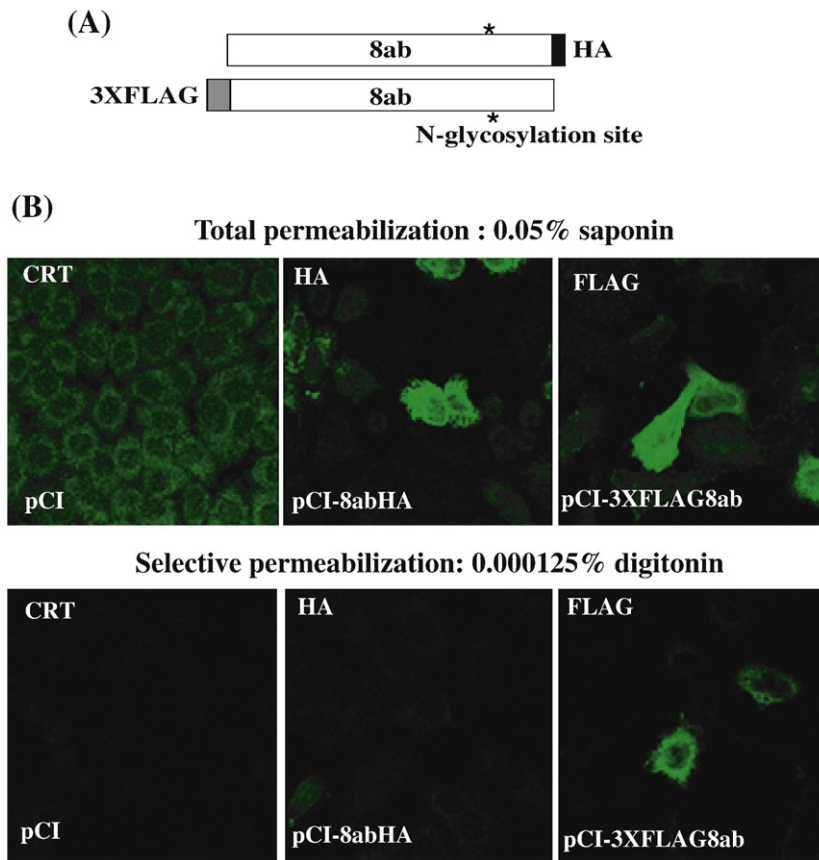 (A)
*
8ab HA
3XFLAG 8ab
*
N-glycosylation site
(B)
Total permeabilization : 0.05% saponin
CRT HA FLAG
pCI pCI-8abHA pCI-3XFLAG8ab
Selective permeabilization: 0.000125% digitonin
CRT HA FLAG
pCI pCI-8abHA pCI-3XFLAG8ab